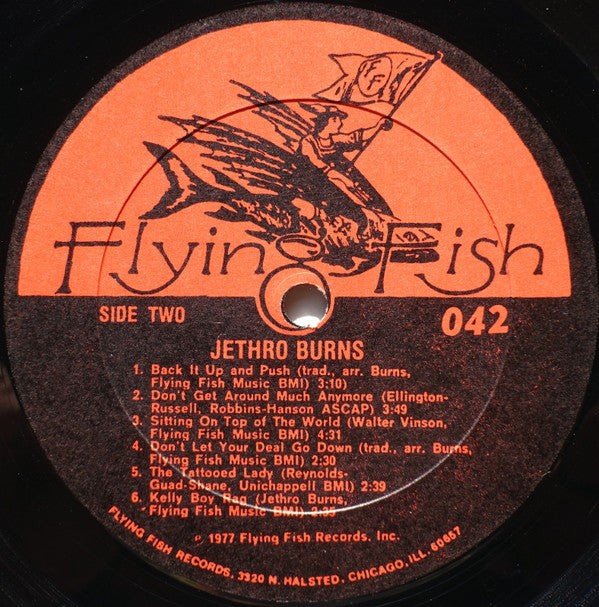 FF
Flying Fish
SIDE TWO
042
JETHRO BURNS
1. Back It Up and Push (trad., arr. Burns,
Flying Fish Music BMI) 3:10)
2. Don't Get Around Much Anymore (Ellington-
Russell, Robbins-Hanson ASCAP) 3:49
3. Sitting On Top of The World (Walter Vinson,
Flying Fish Music BMI) 4:31
4. Don't Let Your Deal Go Down (trad., arr. Burns,
Flying Fish Music BMI) 2:30
5. The Tattooed Lady (Reynolds-
Guad-Shane, Unichappell BMI) 2:39
6. Kelly Boy Rag (Jethro Burns,
Flying Fish Music BMI) 2:35
℗ 1977 Flying Fish Records, Inc.
FLYING FISH RECORDS, 3320 N. HALSTED, CHICAGO, ILL. 60657